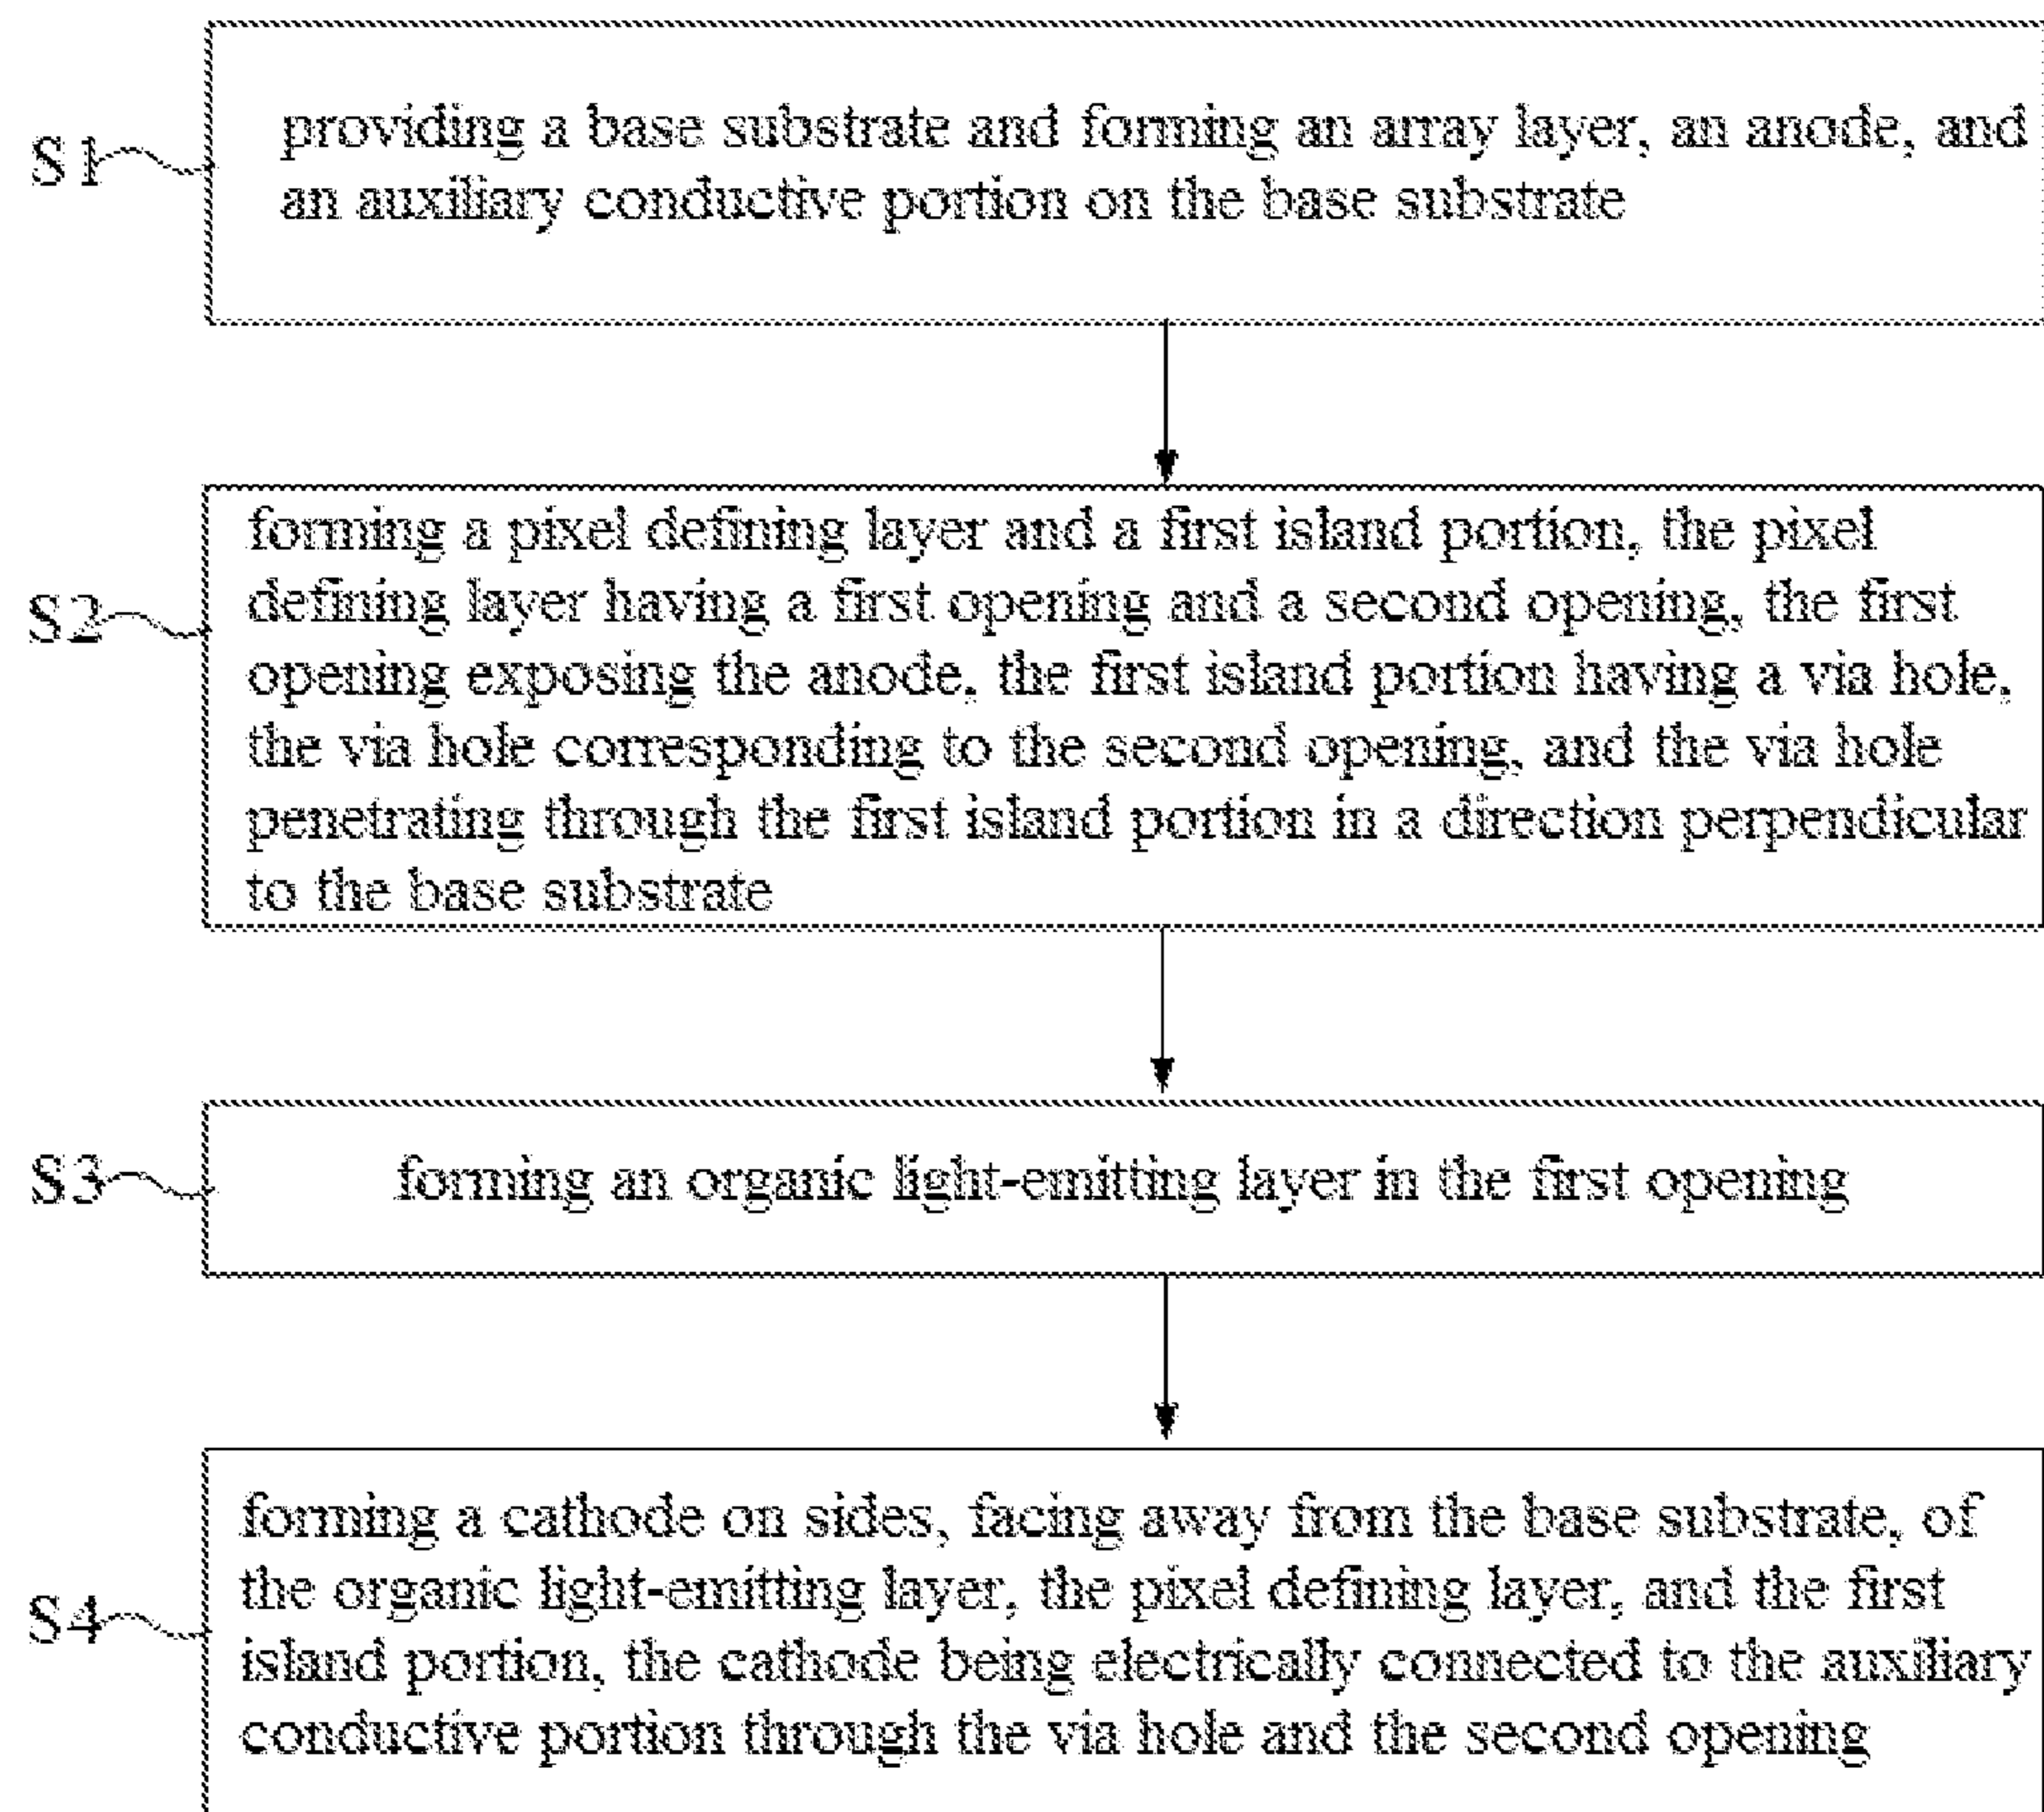 S1
providing a base substrate and forming an array layer, an anode, and
an auxiliary conductive portion on the base substrate
S2
forming a pixel defining layer and a first island portion, the pixel
defining layer having a first opening and a second opening, the first
opening exposing the anode, the first island portion having a via hole,
the via hole corresponding to the second opening, and the via hole
penetrating through the first island portion in a direction perpendicular
to the base substrate
S3
forming an organic light-emitting layer in the first opening
S4
forming a cathode on sides, facing away from the base substrate, of
the organic light-emitting layer, the pixel defining layer, and the first
island portion, the cathode being electrically connected to the auxiliary
conductive portion through the via hole and the second opening